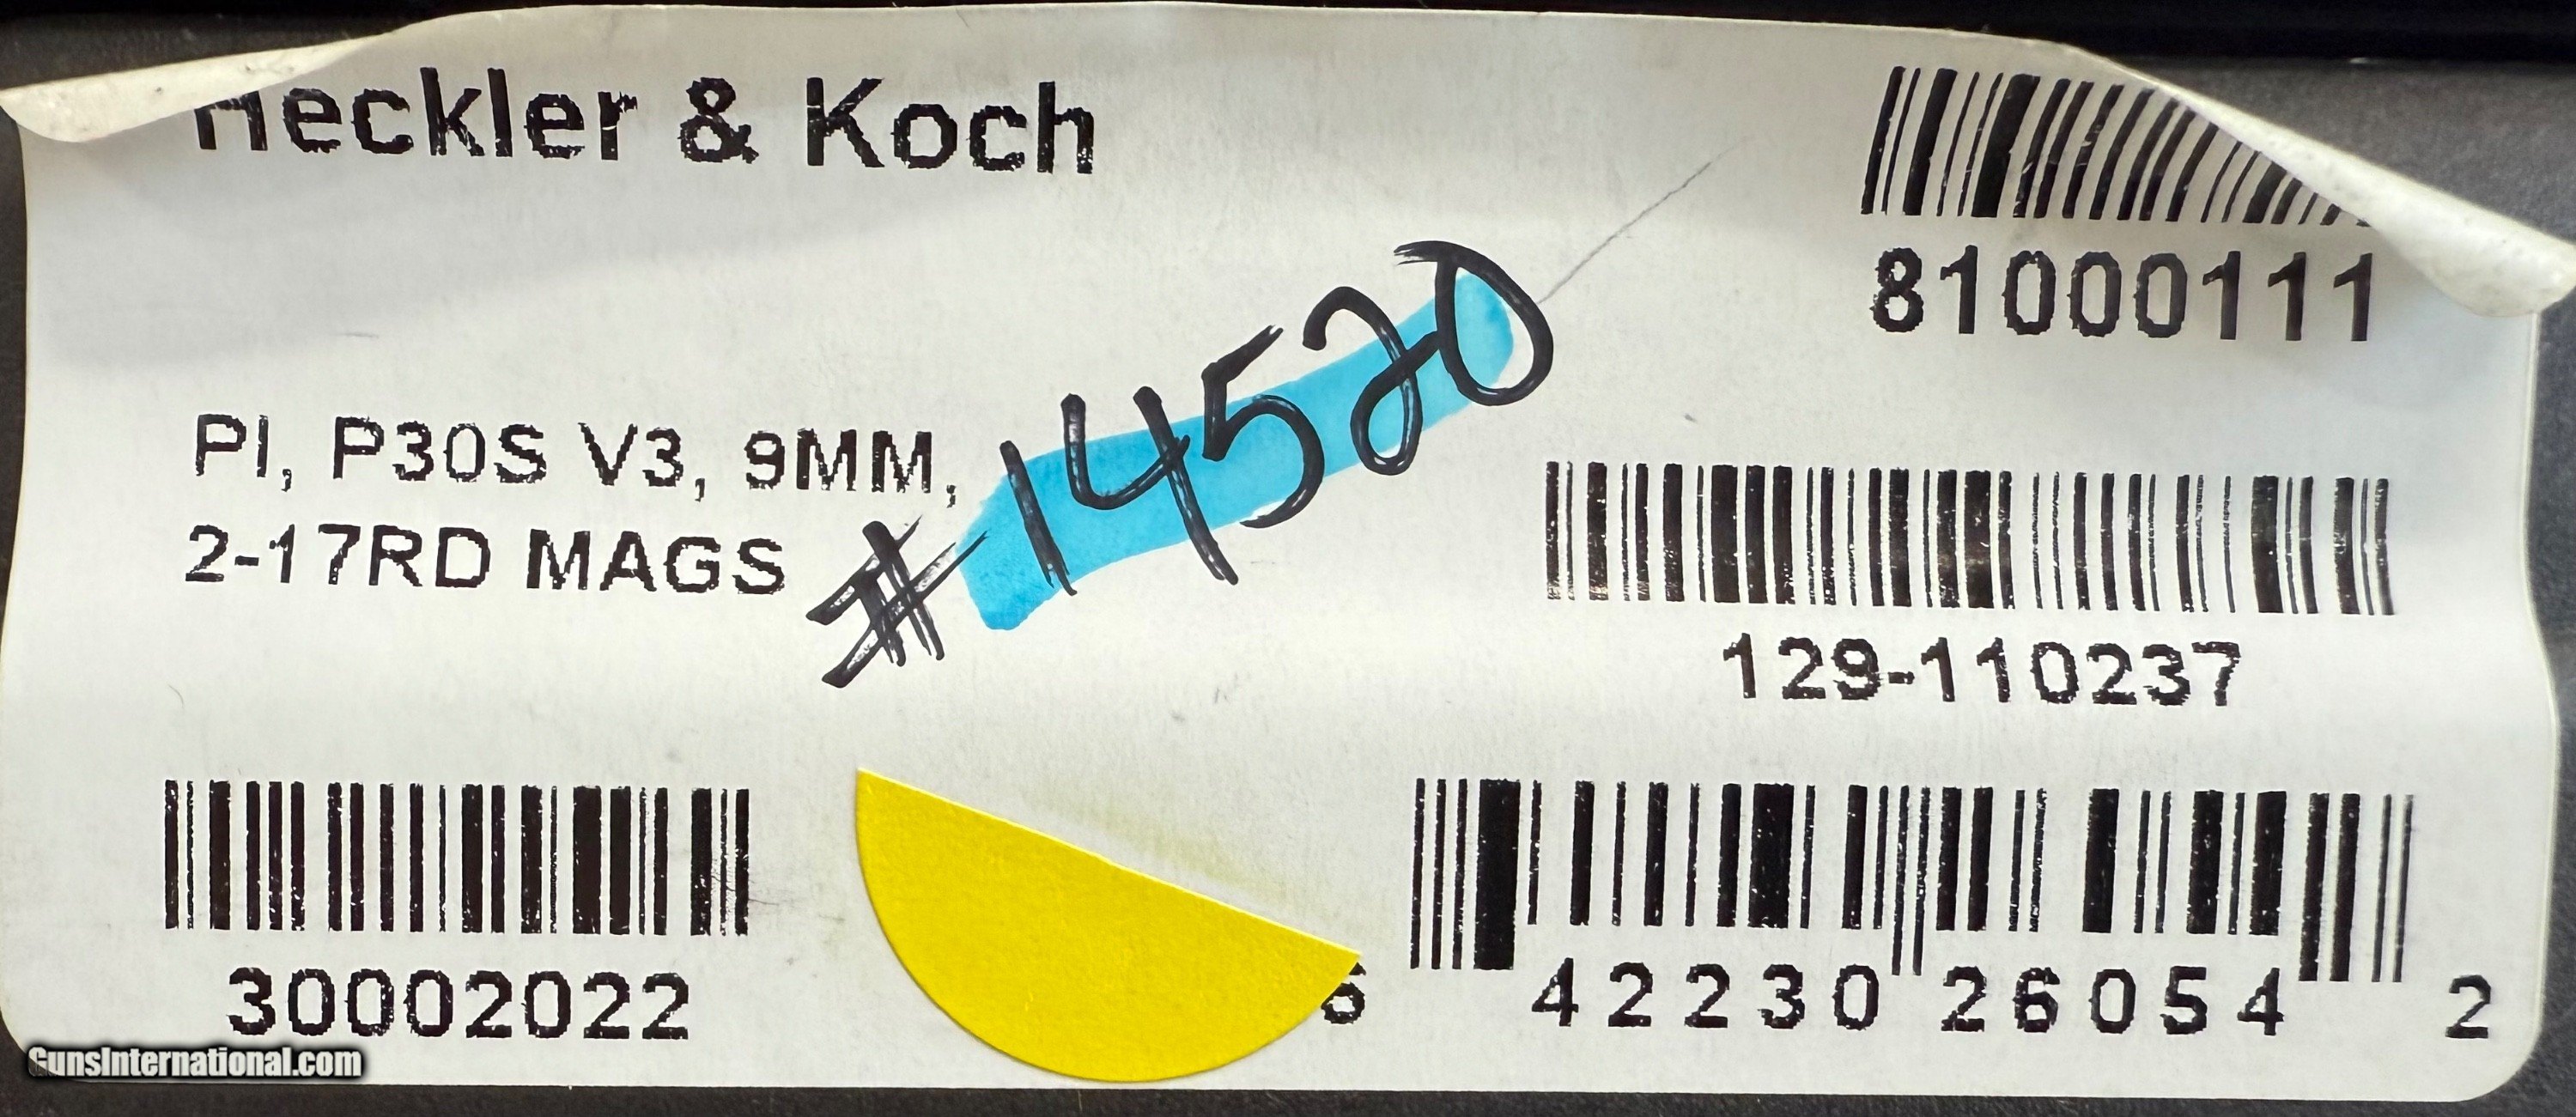 Heckler & Koch
81000111
#14520
PI, P30S V3, 9MM,
2-17RD MAGS
129-110237
30002022
6 42230 26054 2
GunsInternational.com